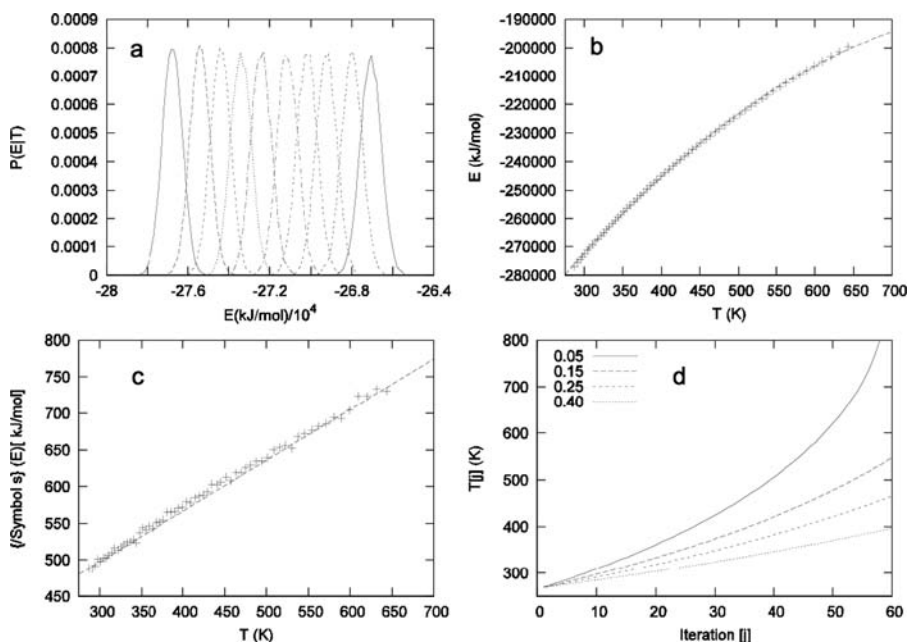 a
P(E|T)
0.0009
0.0008
0.0007
0.0006
0.0005
0.0004
0.0003
0.0002
0.0001
0
-28 -27.6 -27.2 -26.8 -26.4
E(kJ/mol)/10^4
b
E (kJ/mol)
-190000
-200000
-210000
-220000
-230000
-240000
-250000
-260000
-270000
-280000
300 350 400 450 500 550 600 650 700
T (K)
c
{/Symbol s} (E)[ kJ/mol]
800
750
700
650
600
550
500
450
300 350 400 450 500 550 600 650 700
T (K)
d
0.05
0.15
0.25
0.40
T[j] (K)
800
700
600
500
400
300
0 10 20 30 40 50 60
Iteration [j]